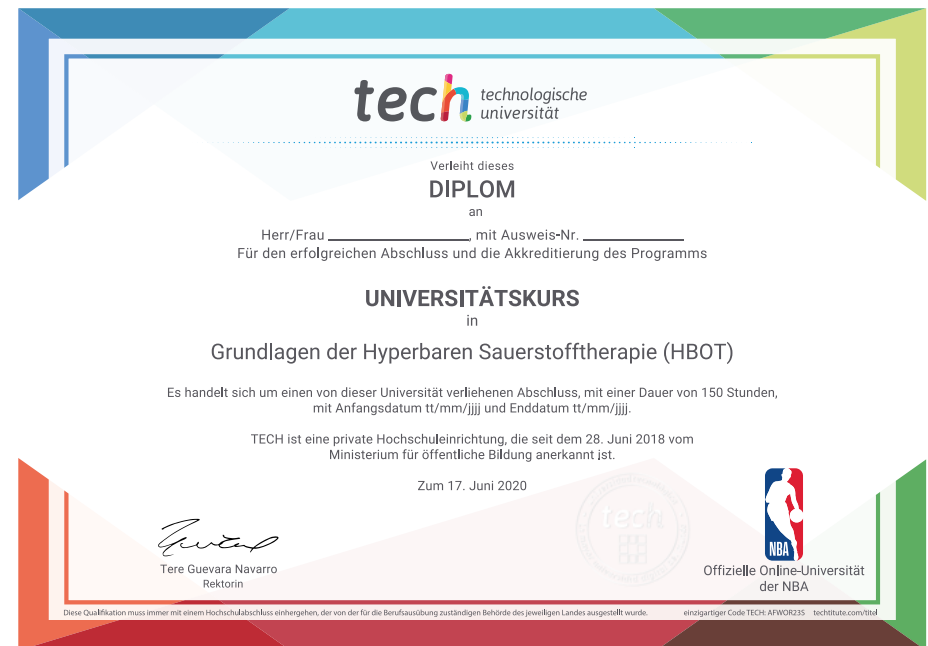 tech technologische
universität
Verleiht dieses
DIPLOM
an
Herr/Frau ____________________, mit Ausweis-Nr. ______________
Für den erfolgreichen Abschluss und die Akkreditierung des Programms
UNIVERSITÄTSKURS
in
Grundlagen der Hyperbaren Sauerstofftherapie (HBOT)
Es handelt sich um einen von dieser Universität verliehenen Abschluss, mit einer Dauer von 150 Stunden,
mit Anfangsdatum tt/mm/jjjj und Enddatum tt/mm/jjjj.
TECH ist eine private Hochschuleinrichtung, die seit dem 28. Juni 2018 vom
Ministerium für öffentliche Bildung anerkannt ist.
Zum 17. Juni 2020
tech
NBA
Tere Guevara Navarro
Rektorin
Offizielle Online-Universität
der NBA
Diese Qualifikation muss immer mit einem Hochschulabschluss einhergehen, der von der für die Berufsausübung zuständigen Behörde des jeweiligen Landes ausgestellt wurde. einzigartiger Code TECH: AFWOR23S techtitute.com/titel